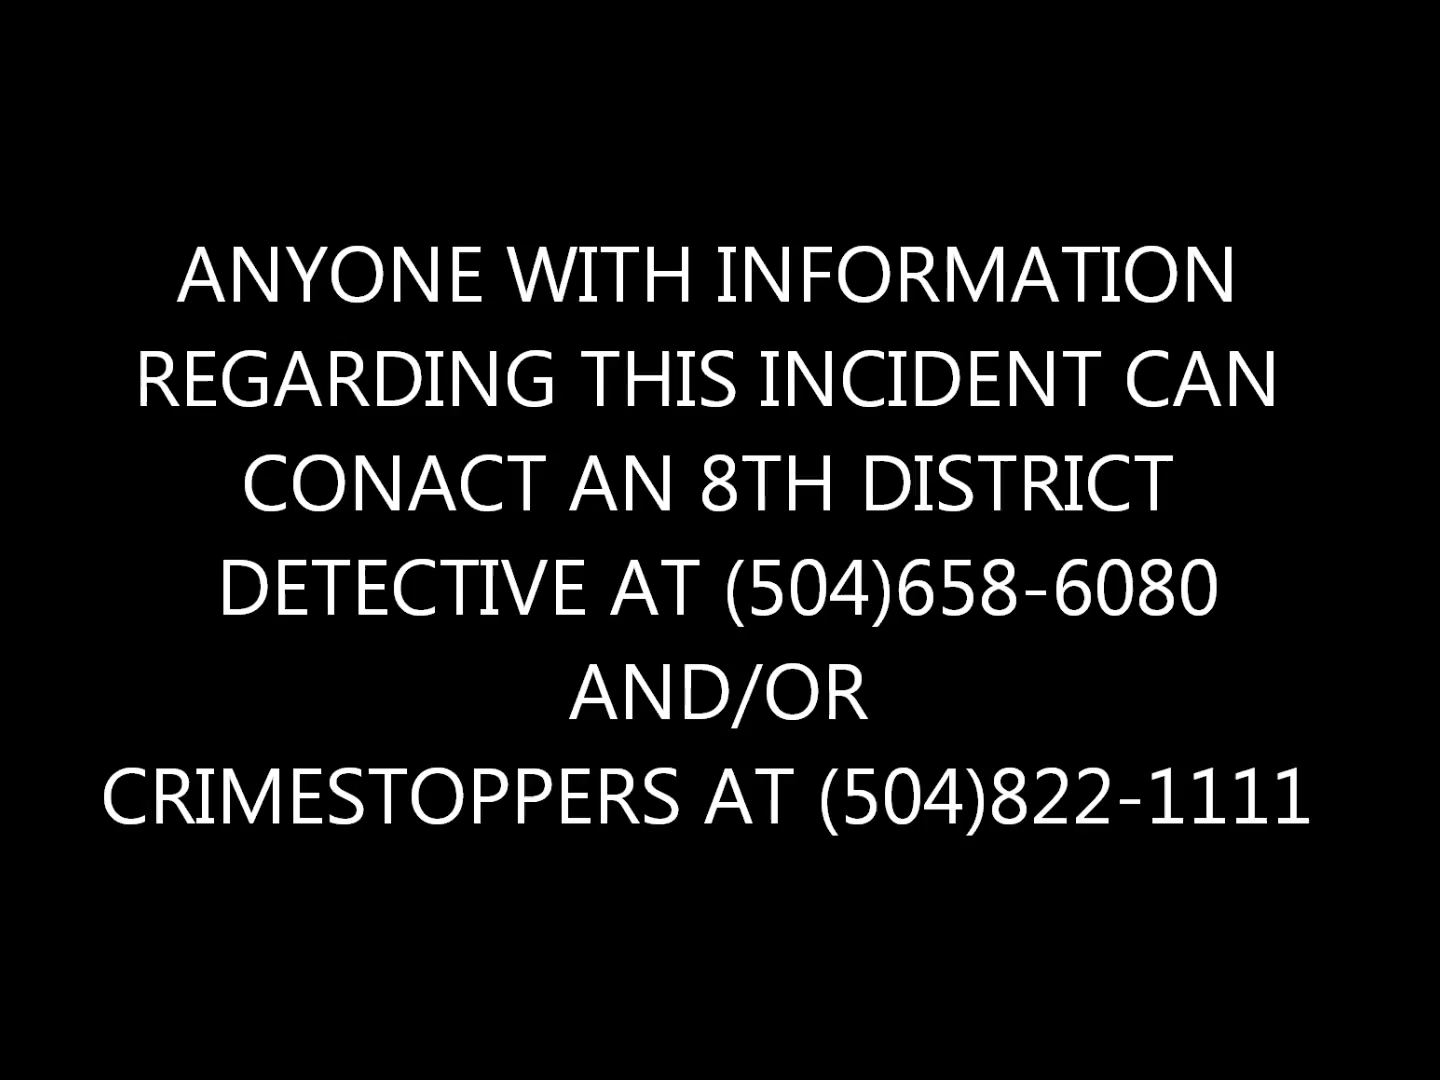 ANYONE WITH INFORMATION
REGARDING THIS INCIDENT CAN
CONACT AN 8TH DISTRICT
DETECTIVE AT (504)658-6080
AND/OR
CRIMESTOPPERS AT (504)822-1111